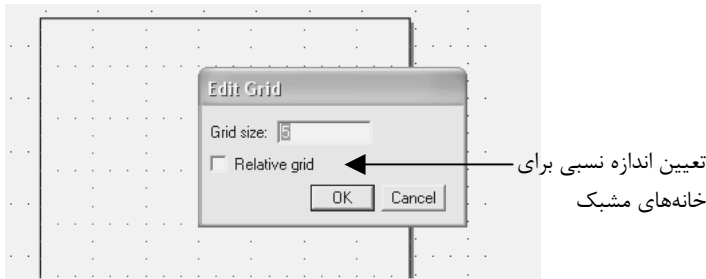 Edit Grid
Grid size: 5
Relative grid
OK Cancel
تعیین اندازه نسبی برای
خانه‌های مشبک